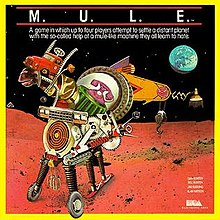 M. U. L. E.™
A game in which up to four players attempt to settle a distant planet
with the so-called help of a mule-like machine they all learn to hate.